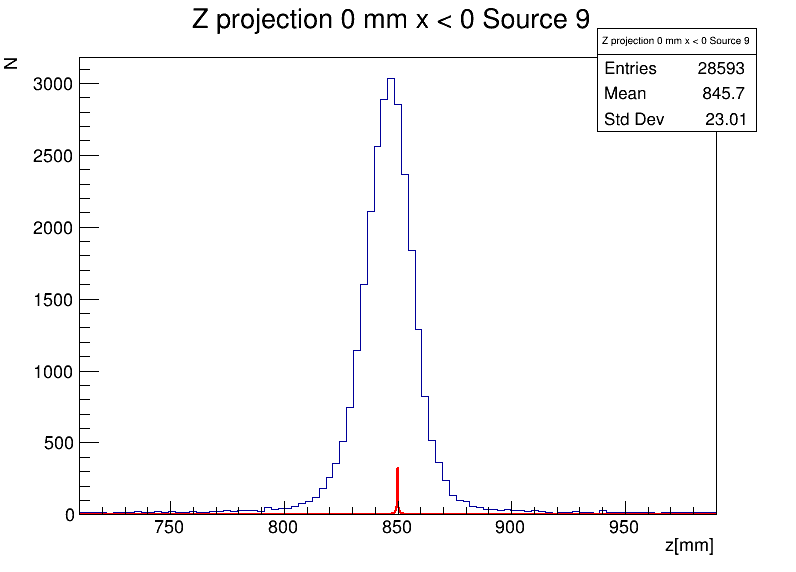 Z projection 0 mm x < 0 Source 9
Z projection 0 mm x < 0 Source 9
Entries 28593
Mean 845.7
Std Dev 23.01
N
3000
2500
2000
1500
1000
500
0
750 800 850 900 950
z[mm]